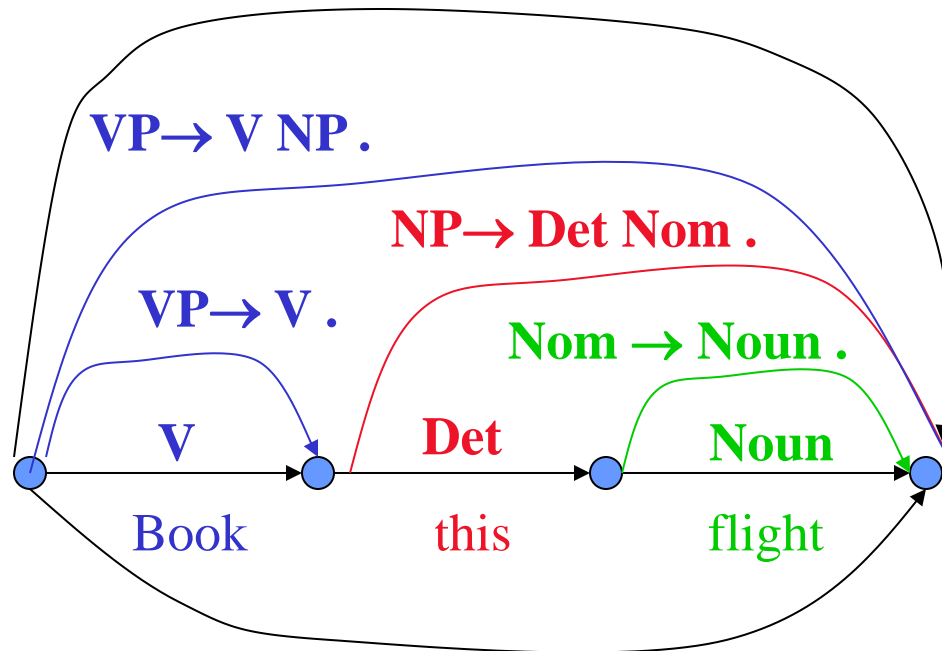 VP→ V NP .
NP→ Det Nom .
VP→ V .
Nom → Noun .
V Det Noun
Book this flight